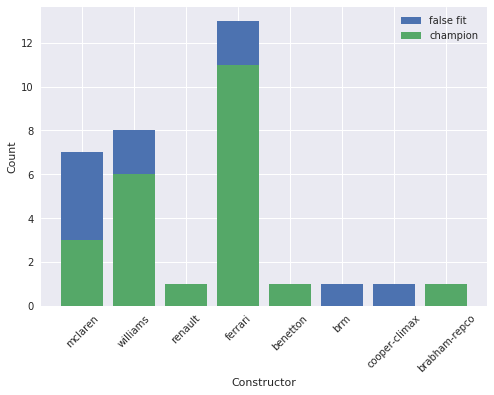 false fit
champion
12
10
8
6
4
2
0
Count
mclaren
williams
renault
ferrari
benetton
brm
cooper-climax
brabham-repco
Constructor